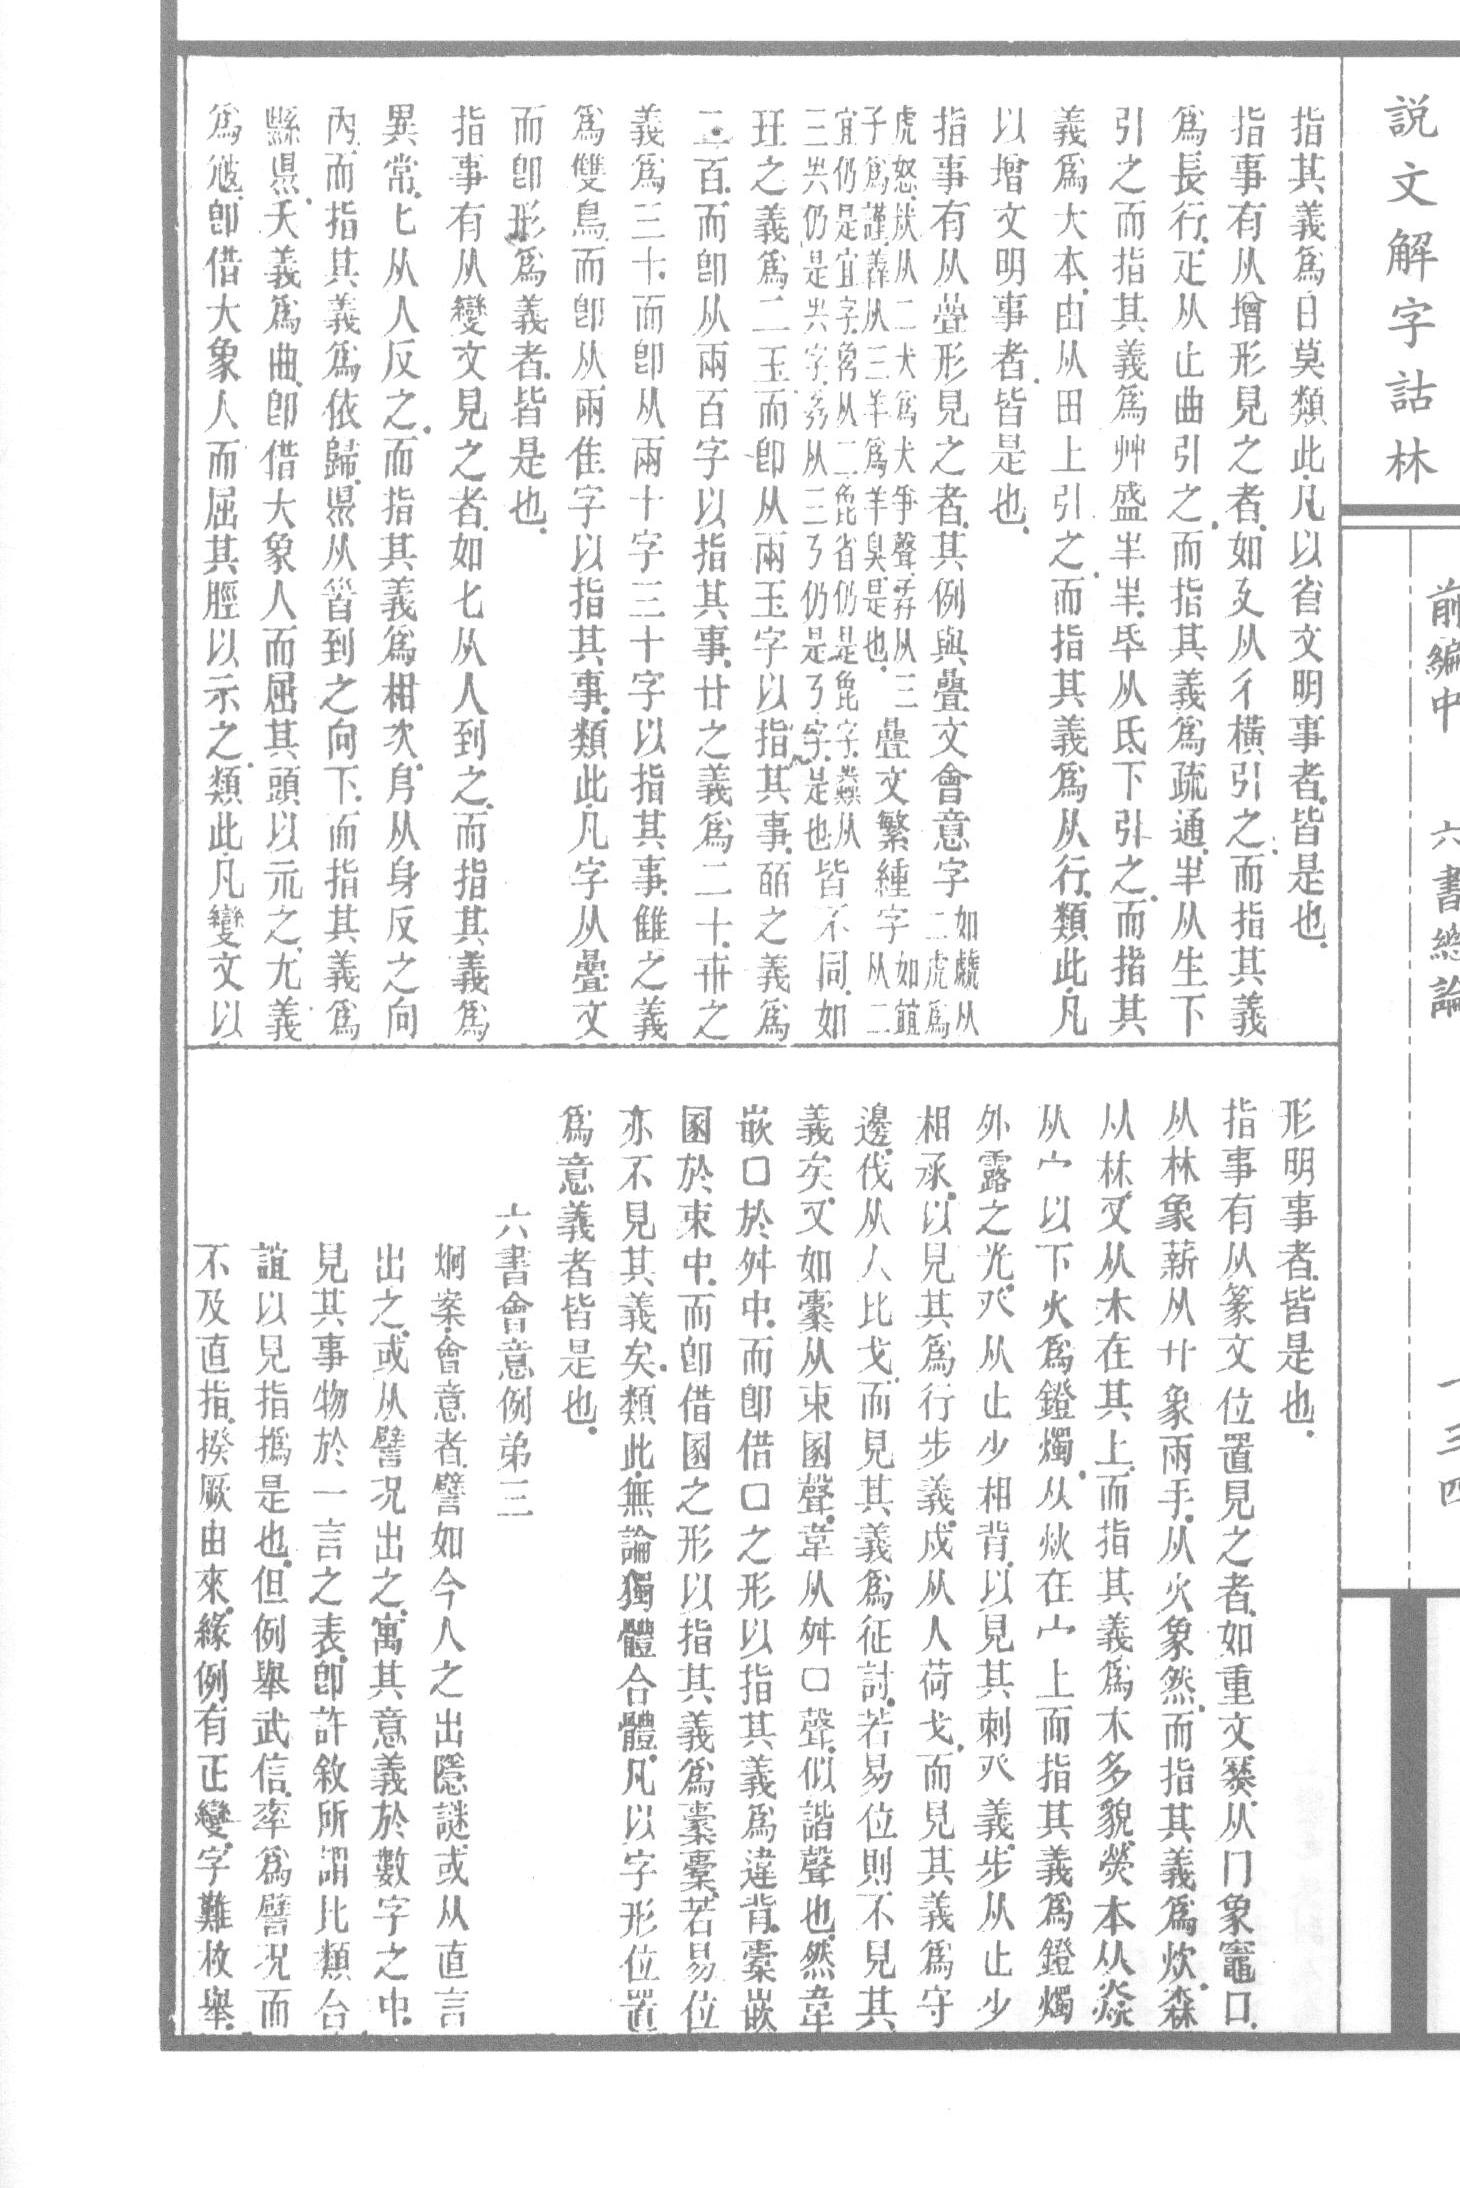 說文解字詁林
前編中　六書總論
一三四
指其義爲日莫類此凡以省文明事者皆是也
指事有从增形見之者如廴从彳橫引之而指其義
爲長行𤴔从止曲引之而指其義爲疏通半从生下
引之而指其義爲艸盛半半氒从氏下引之而指其
義爲大本由从田上引之而指其義爲从行類此凡
以增文明事者皆是也
指事有从疊形見之者其例與疊文會意字如虤从二虎爲
虎怒㹜从二犬爲犬爭聲孨从三
子爲謹羴从三羊爲羊臭是也疊文繁緟字如𧨾从二
宜仍是宜字㲋从二㲋省仍是㲋字芔从
三屮仍是屮字𠄕从三乃仍是乃字是也皆不同如
玨之義爲二玉而卽从兩玉字以指其事皕之義爲
二百而卽从兩百字以指其事廿之義爲二十卅之
義爲三十而卽从兩十字三十字以指其事雔之義
爲雙鳥而卽从兩隹字以指其事類此凡字从疊文
而卽形爲義者皆是也
指事有从變文見之者如七从人到之而指其義爲
異常匕从人反之而指其義爲相次㐆从身反之向
內而指其義爲依歸県从𥄉到之向下而指其義爲
縣県夭義爲曲卽借大象人而屈其頭以示之尢義
爲𡯁卽借大象人而屈其脛以示之類此凡變文以
形明事者皆是也
指事有从篆文位置見之者如重文㸑从冂象竈口
从林象薪从廾象兩手从火象然而指其義爲炊森
从林又从木在其上而指其義爲木多貌熒本从焱
从冖以下火爲鐙燭从炏在冖上而指其義爲鐙燭
外露之光癶从止少相背以見其刺癶義步从止少
相承以見其爲行步義戍从人荷戈而見其義爲守
邊伐从人比戈而見其義爲征討若易位則不見其
義矣又如橐从束圂聲韋从舛口聲似諧聲也然韋
嵌口於舛中而卽借口之形以指其義爲違背橐嵌
圂於束中而卽借圂之形以指其義爲橐橐若易位
亦不見其義矣類此無論獨體合體凡以字形位置
爲意義者皆是也
六書會意例弟三
炯案會意者譬如今人之出隱謎或从直言
出之或从譬況出之寓其意義於數字之中
見其事物於一言之表卽許敘所謂比類合
誼以見指撝是也但例舉武信率爲譬況而
不及直指揆厥由來緣例有正變字難枚舉